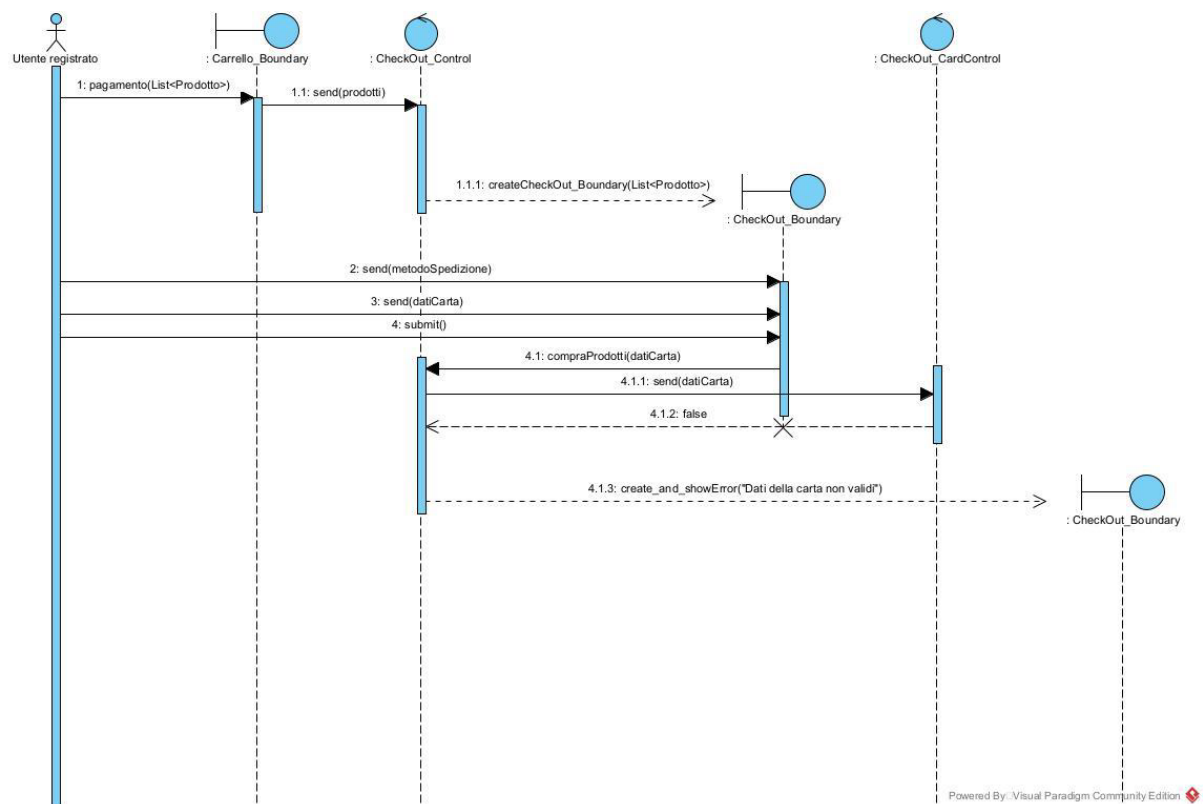 Utente registrato
: Carrello_Boundary
: CheckOut_Control
: CheckOut_CardControl
1: pagamento(List<Prodotto>)
1.1: send(prodotti)
1.1.1: createCheckOut_Boundary(List<Prodotto>)
: CheckOut_Boundary
2: send(metodoSpedizione)
3: send(datiCarta)
4: submit()
4.1: compraProdotti(datiCarta)
4.1.1: send(datiCarta)
4.1.2: false
4.1.3: create_and_showError("Dati della carta non validi")
: CheckOut_Boundary
Powered By Visual Paradigm Community Edition